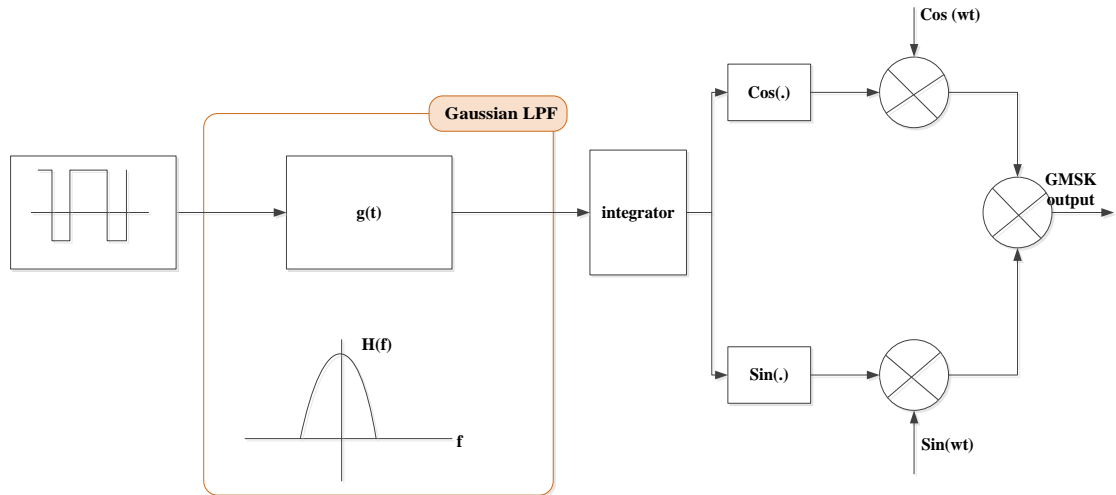 Cos (wt)
Gaussian LPF
Cos(.)
g(t)
integrator
GMSK
output
H(f)
f
Sin(.)
Sin(wt)